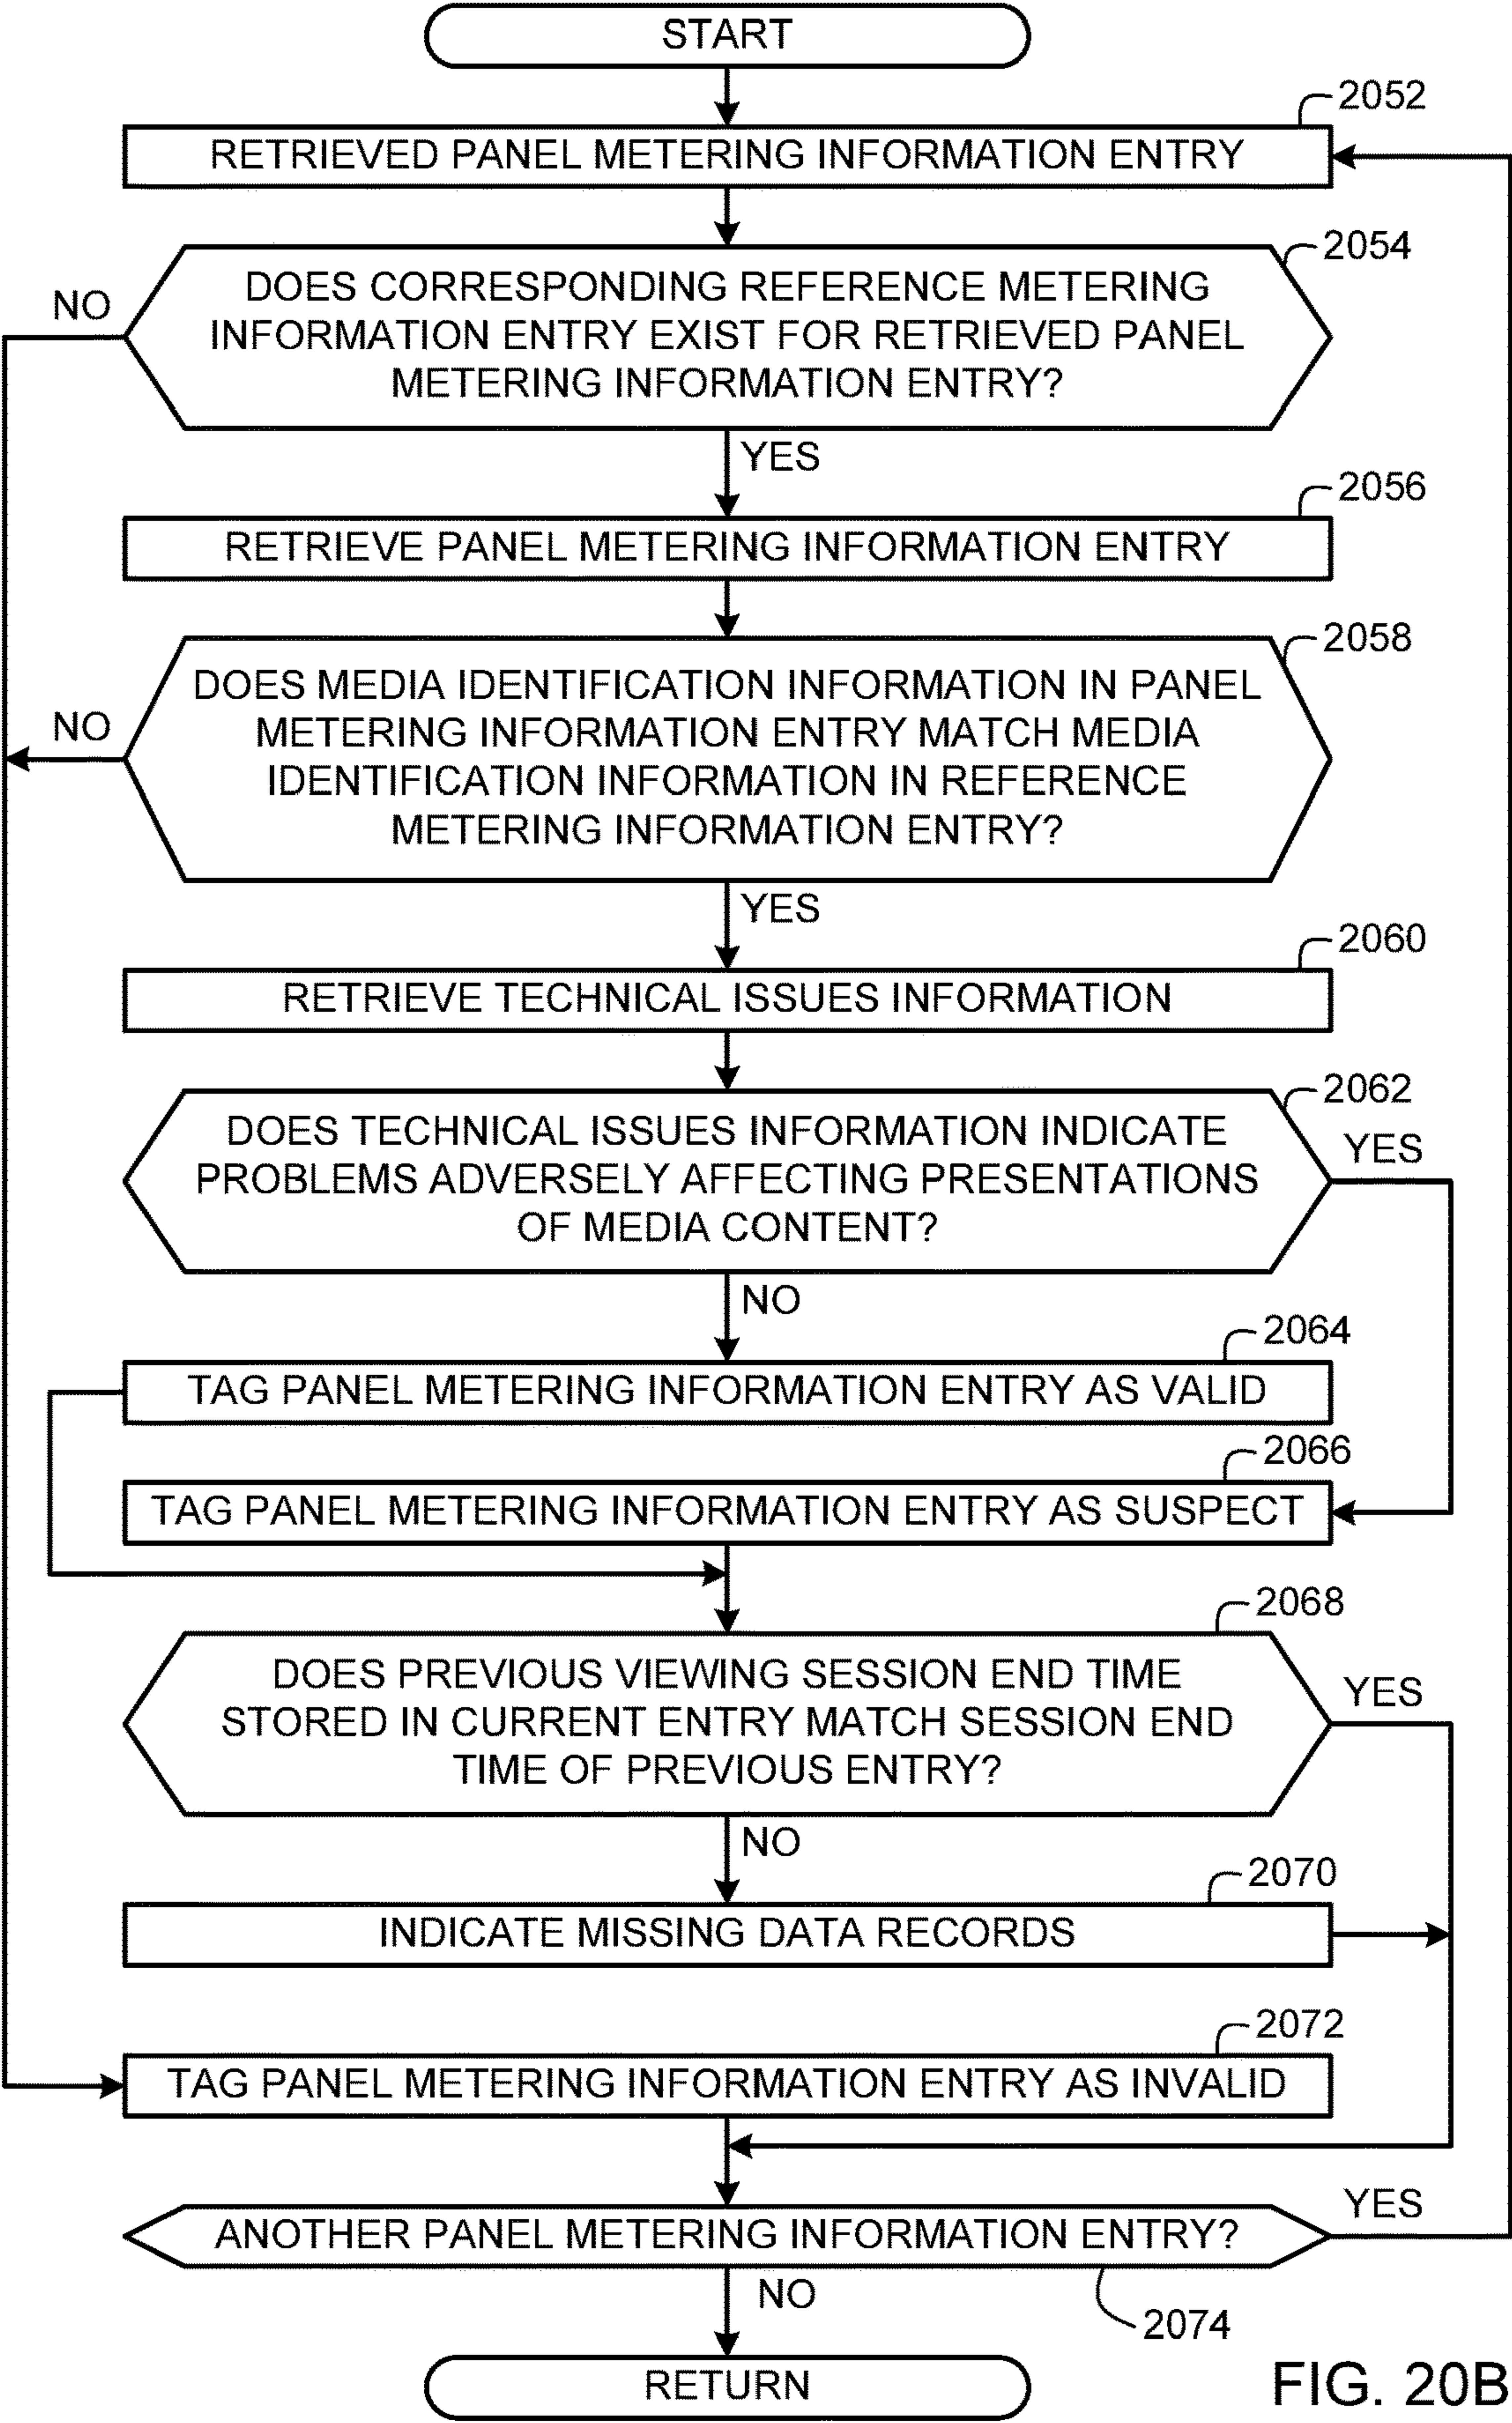 START
2052
RETRIEVED PANEL METERING INFORMATION ENTRY
2054
NO
DOES CORRESPONDING REFERENCE METERING
INFORMATION ENTRY EXIST FOR RETRIEVED PANEL
METERING INFORMATION ENTRY?
YES
2056
RETRIEVE PANEL METERING INFORMATION ENTRY
2058
NO
DOES MEDIA IDENTIFICATION INFORMATION IN PANEL
METERING INFORMATION ENTRY MATCH MEDIA
IDENTIFICATION INFORMATION IN REFERENCE
METERING INFORMATION ENTRY?
YES
2060
RETRIEVE TECHNICAL ISSUES INFORMATION
2062
DOES TECHNICAL ISSUES INFORMATION INDICATE
PROBLEMS ADVERSELY AFFECTING PRESENTATIONS
OF MEDIA CONTENT?
YES
NO
2064
TAG PANEL METERING INFORMATION ENTRY AS VALID
2066
TAG PANEL METERING INFORMATION ENTRY AS SUSPECT
2068
DOES PREVIOUS VIEWING SESSION END TIME
STORED IN CURRENT ENTRY MATCH SESSION END
TIME OF PREVIOUS ENTRY?
YES
NO
2070
INDICATE MISSING DATA RECORDS
2072
TAG PANEL METERING INFORMATION ENTRY AS INVALID
ANOTHER PANEL METERING INFORMATION ENTRY?
YES
NO
2074
RETURN
FIG. 20B